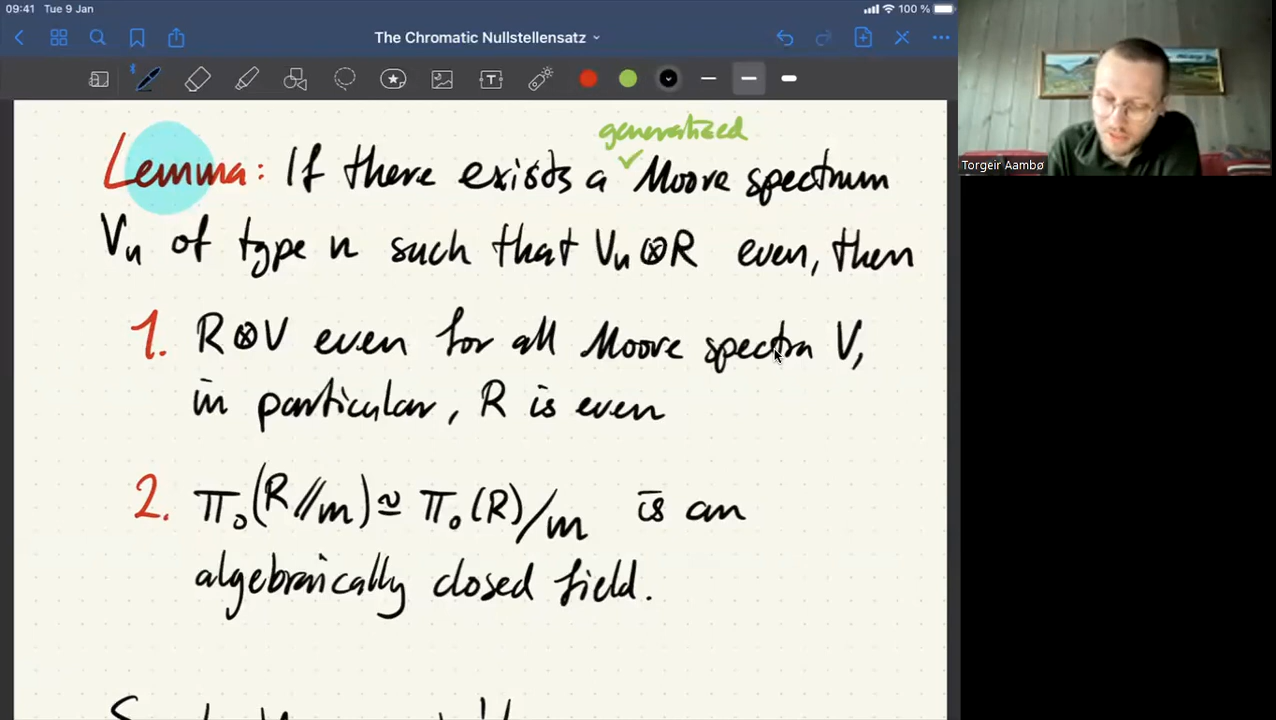 09:41 Tue 9 Jan
100 %
The Chromatic Nullstellensatz
generalized
Lemma: If there exists a Moore spectrum
Vₙ of type n such that Vₙ⊗R even, then
1. R⊗V even for all Moore spectra V,
in particular, R is even
2. π₀(R//m) ≃ π₀(R)/m is an
algebraically closed field.
Torgeir Aambø